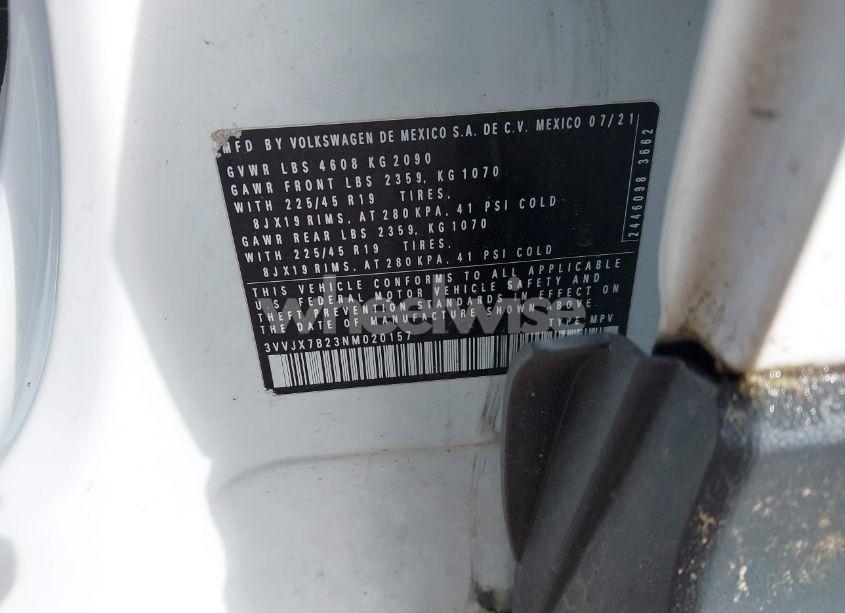 MFD BY VOLKSWAGEN DE MEXICO S.A. DE C.V. MEXICO 07/21
GVWR LBS 4608 KG 2090
GAWR FRONT LBS 2359, KG 1070
WITH 225/45 R19 TIRES,
8JX19 RIMS, AT 280 KPA, 41 PSI COLD
GAWR REAR LBS 2359, KG 1070
WITH 225/45 R19 TIRES,
8JX19 RIMS, AT 280 KPA, 41 PSI COLD
THIS VEHICLE CONFORMS TO ALL APPLICABLE
U.S. FEDERAL MOTOR VEHICLE SAFETY AND
THEFT PREVENTION STANDARDS IN EFFECT ON
THE DATE OF MANUFACTURE SHOWN ABOVE.
3VVJX7B23NM020157 TYPE: MPV
2446098 3662
wheelwise